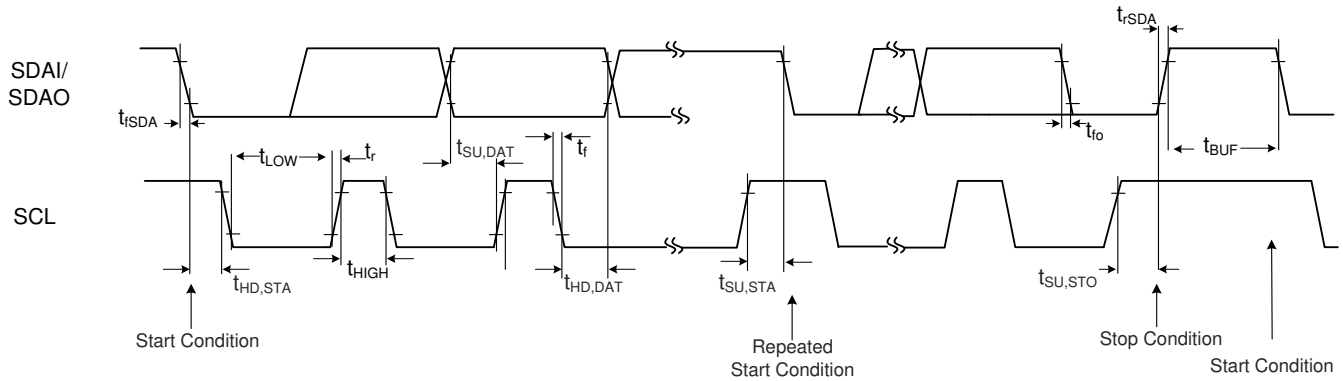 t_rSDA
SDAI/
SDAO
t_fSDA
t_LOW
t_r
t_SU,DAT
t_f
t_fo
t_BUF
SCL
t_HD,STA
t_HIGH
t_HD,DAT
t_SU,STA
t_SU,STO
Start Condition
Repeated
Start Condition
Stop Condition
Start Condition